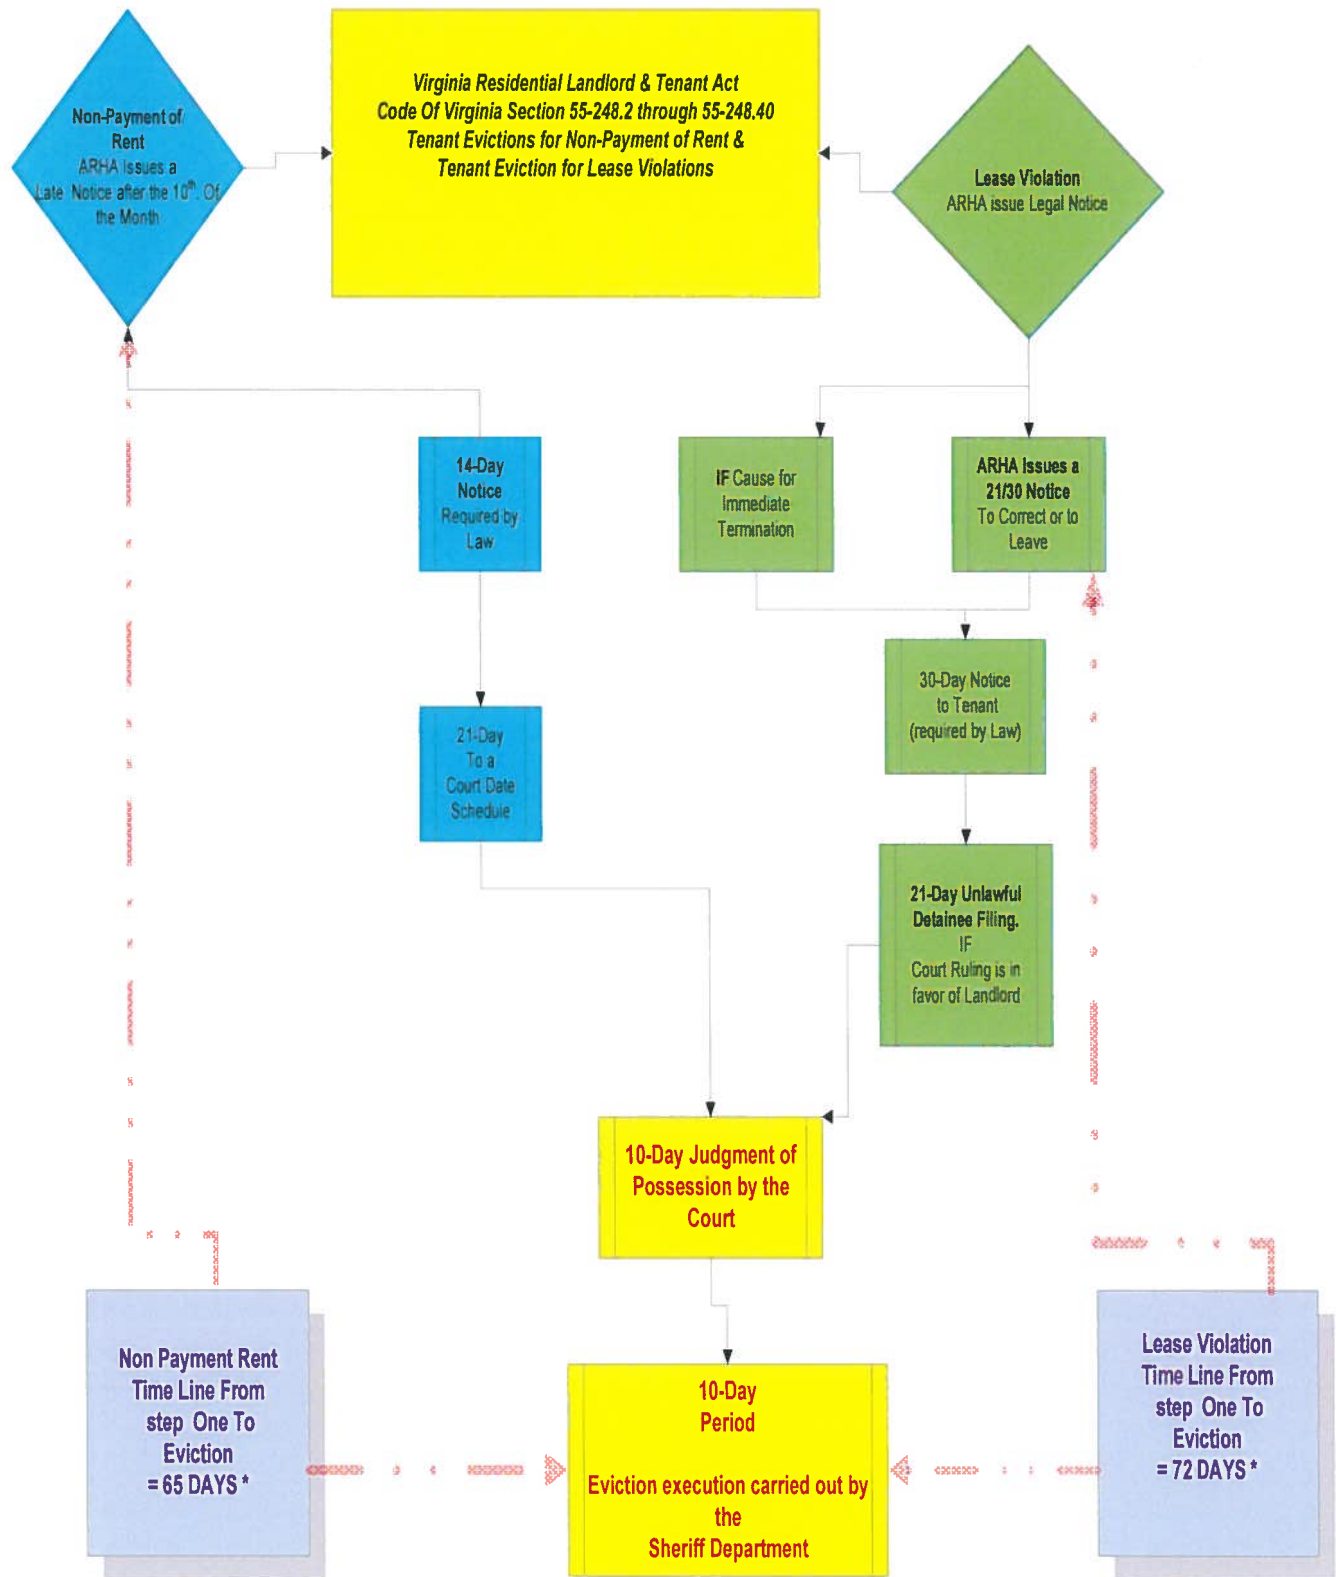 Non-Payment of
Rent
ARHA Issues a
Late Notice after the 10th. Of
the Month
Virginia Residential Landlord & Tenant Act
Code Of Virginia Section 55-248.2 through 55-248.40
Tenant Evictions for Non-Payment of Rent &
Tenant Eviction for Lease Violations
Lease Violation
ARHA issue Legal Notice
14-Day
Notice
Required by
Law
IF Cause for
Immediate
Termination
ARHA Issues a
21/30 Notice
To Correct or to
Leave
30-Day Notice
to Tenant
(required by Law)
21-Day
To a
Court Date
Schedule
21-Day Unlawful
Detainee Filing.
IF
Court Ruling is in
favor of Landlord
10-Day Judgment of
Possession by the
Court
Non Payment Rent
Time Line From
step One To
Eviction
= 65 DAYS *
10-Day
Period
Eviction execution carried out by
the
Sheriff Department
Lease Violation
Time Line From
step One To
Eviction
= 72 DAYS *